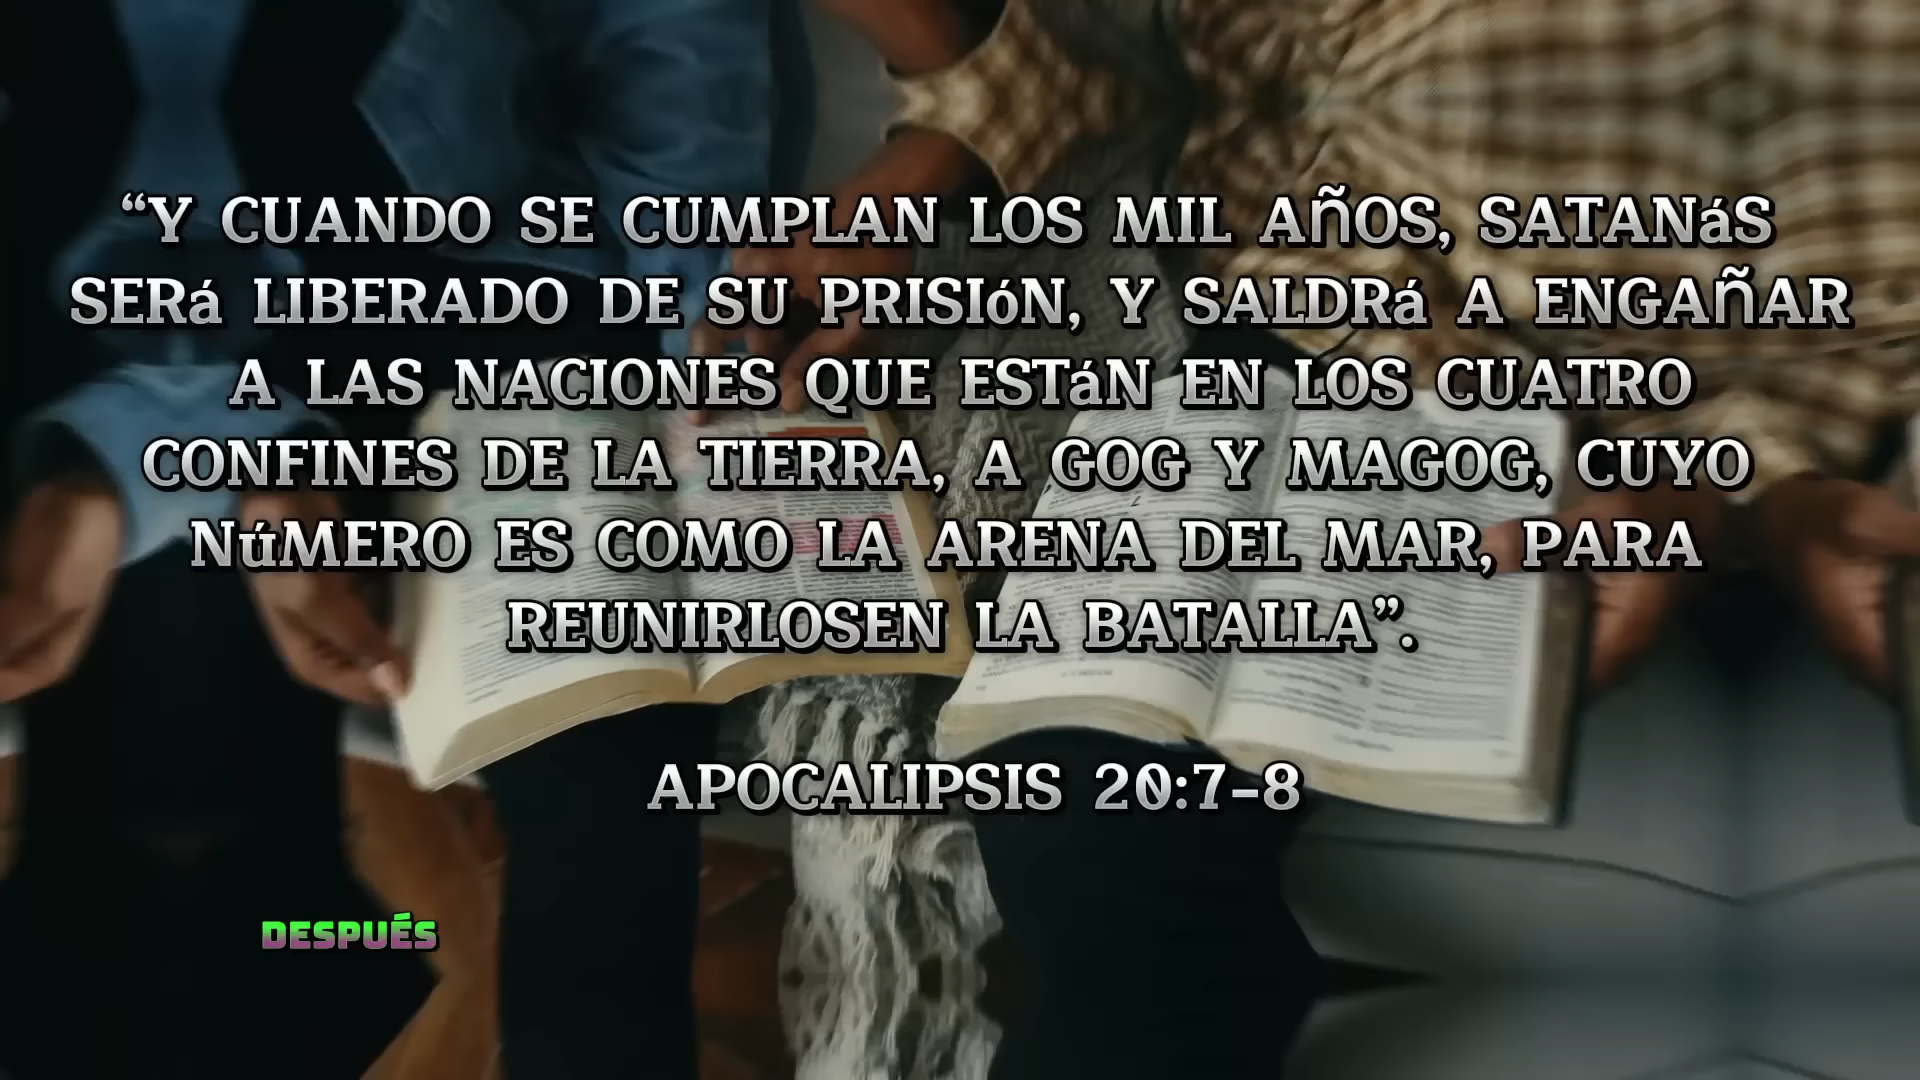 “Y CUANDO SE CUMPLAN LOS MIL AÑOS, SATANáS
SERá LIBERADO DE SU PRISIóN, Y SALDRá A ENGAÑAR
A LAS NACIONES QUE ESTáN EN LOS CUATRO
CONFINES DE LA TIERRA, A GOG Y MAGOG, CUYO
NúMERO ES COMO LA ARENA DEL MAR, PARA
REUNIRLOSEN LA BATALLA”.
APOCALIPSIS 20:7-8
DESPUÉS